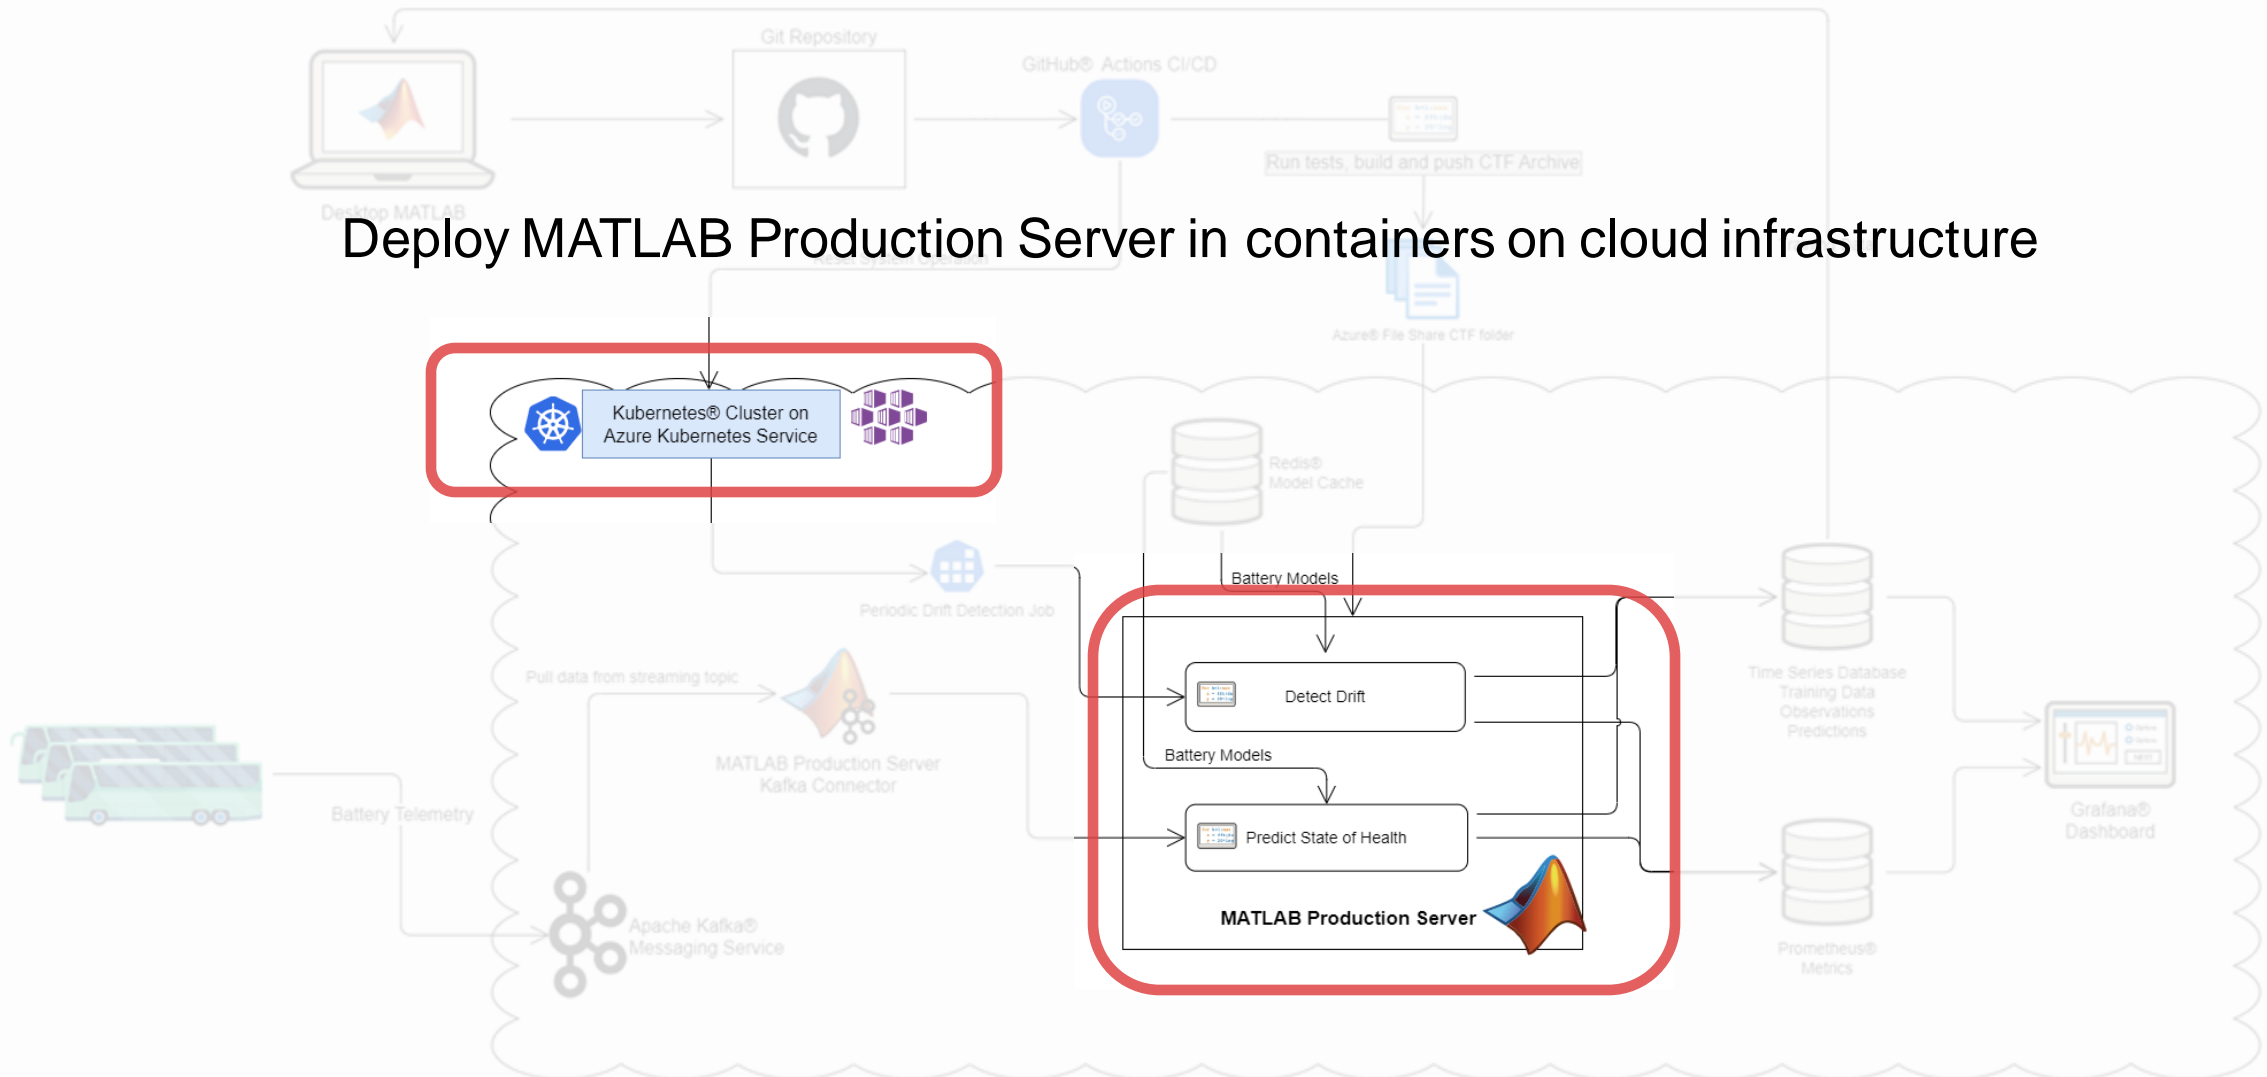 Git Repository
GitHub® Actions CI/CD
Run tests, build and push CTF Archive
Desktop MATLAB
Deploy MATLAB Production Server in containers on cloud infrastructure
Reset System Operation
Azure® File Share CTF folder
Kubernetes® Cluster on
Azure Kubernetes Service
Redis®
Model Cache
Battery Models
Periodic Drift Detection Job
Pull data from streaming topic
Detect Drift
Time Series Database
Training Data
Observations
Predictions
MATLAB Production Server
Kafka Connector
Battery Models
Battery Telemetry
Predict State of Health
Grafana®
Dashboard
MATLAB Production Server
Apache Kafka®
Messaging Service
Prometheus®
Metrics